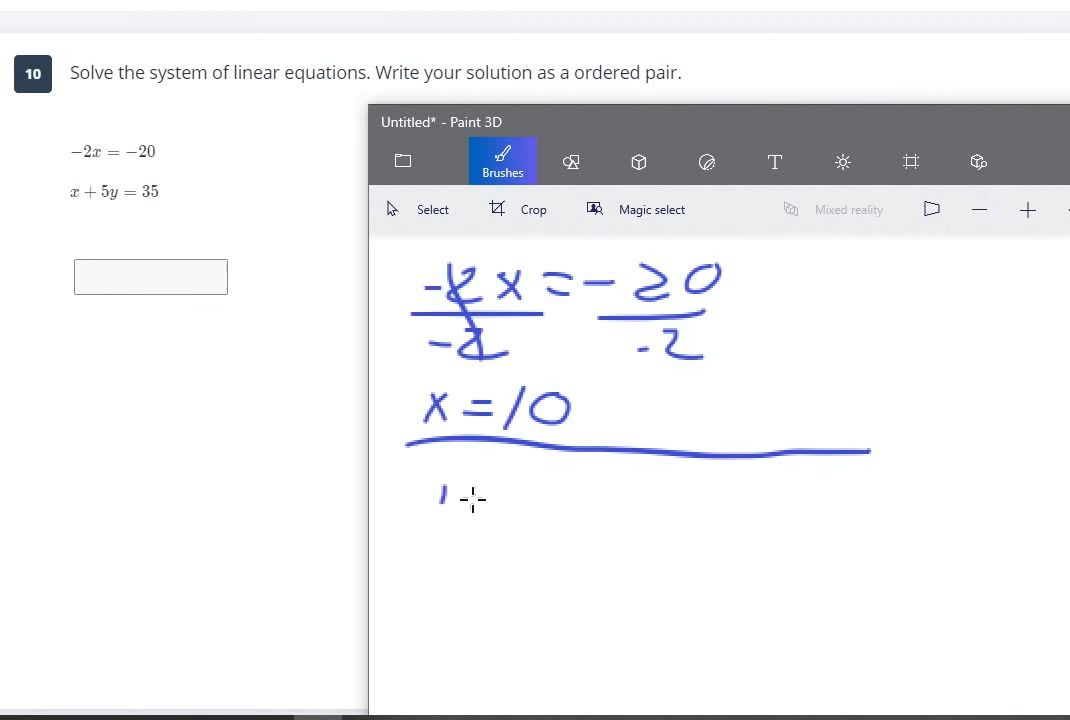 10 Solve the system of linear equations. Write your solution as a ordered pair.
−2x = −20
x + 5y = 35
Untitled* - Paint 3D
Brushes
Select Crop Magic select Mixed reality
-2x = -20
-2 -2
x = 10
1